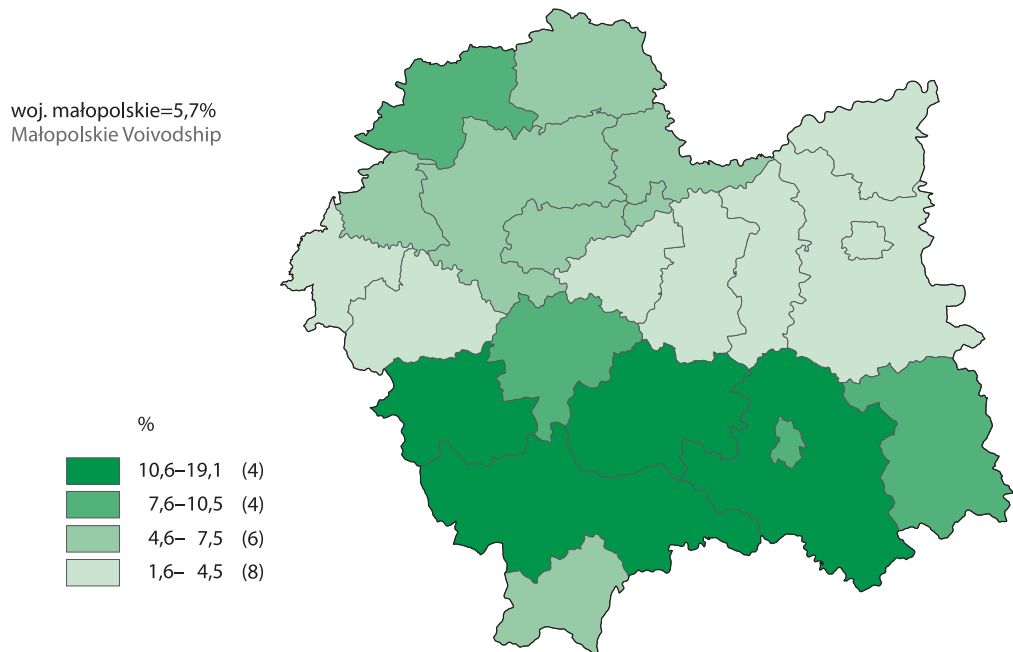 woj. małopolskie=5,7%
Małopolskie Voivodship
%
10,6–19,1 (4)
7,6–10,5 (4)
4,6– 7,5 (6)
1,6– 4,5 (8)